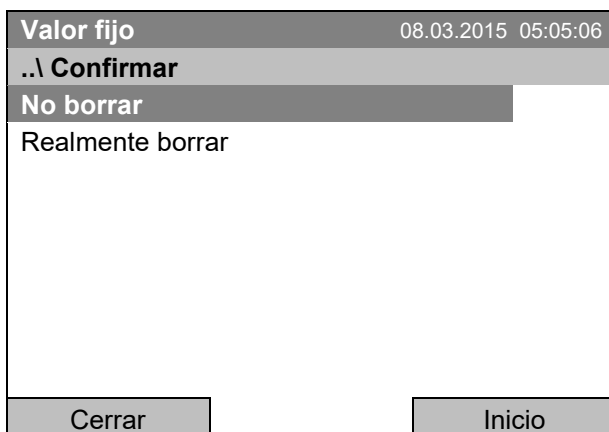 Valor fijo 08.03.2015 05:05:06
..\ Confirmar
No borrar
Realmente borrar
Cerrar Inicio